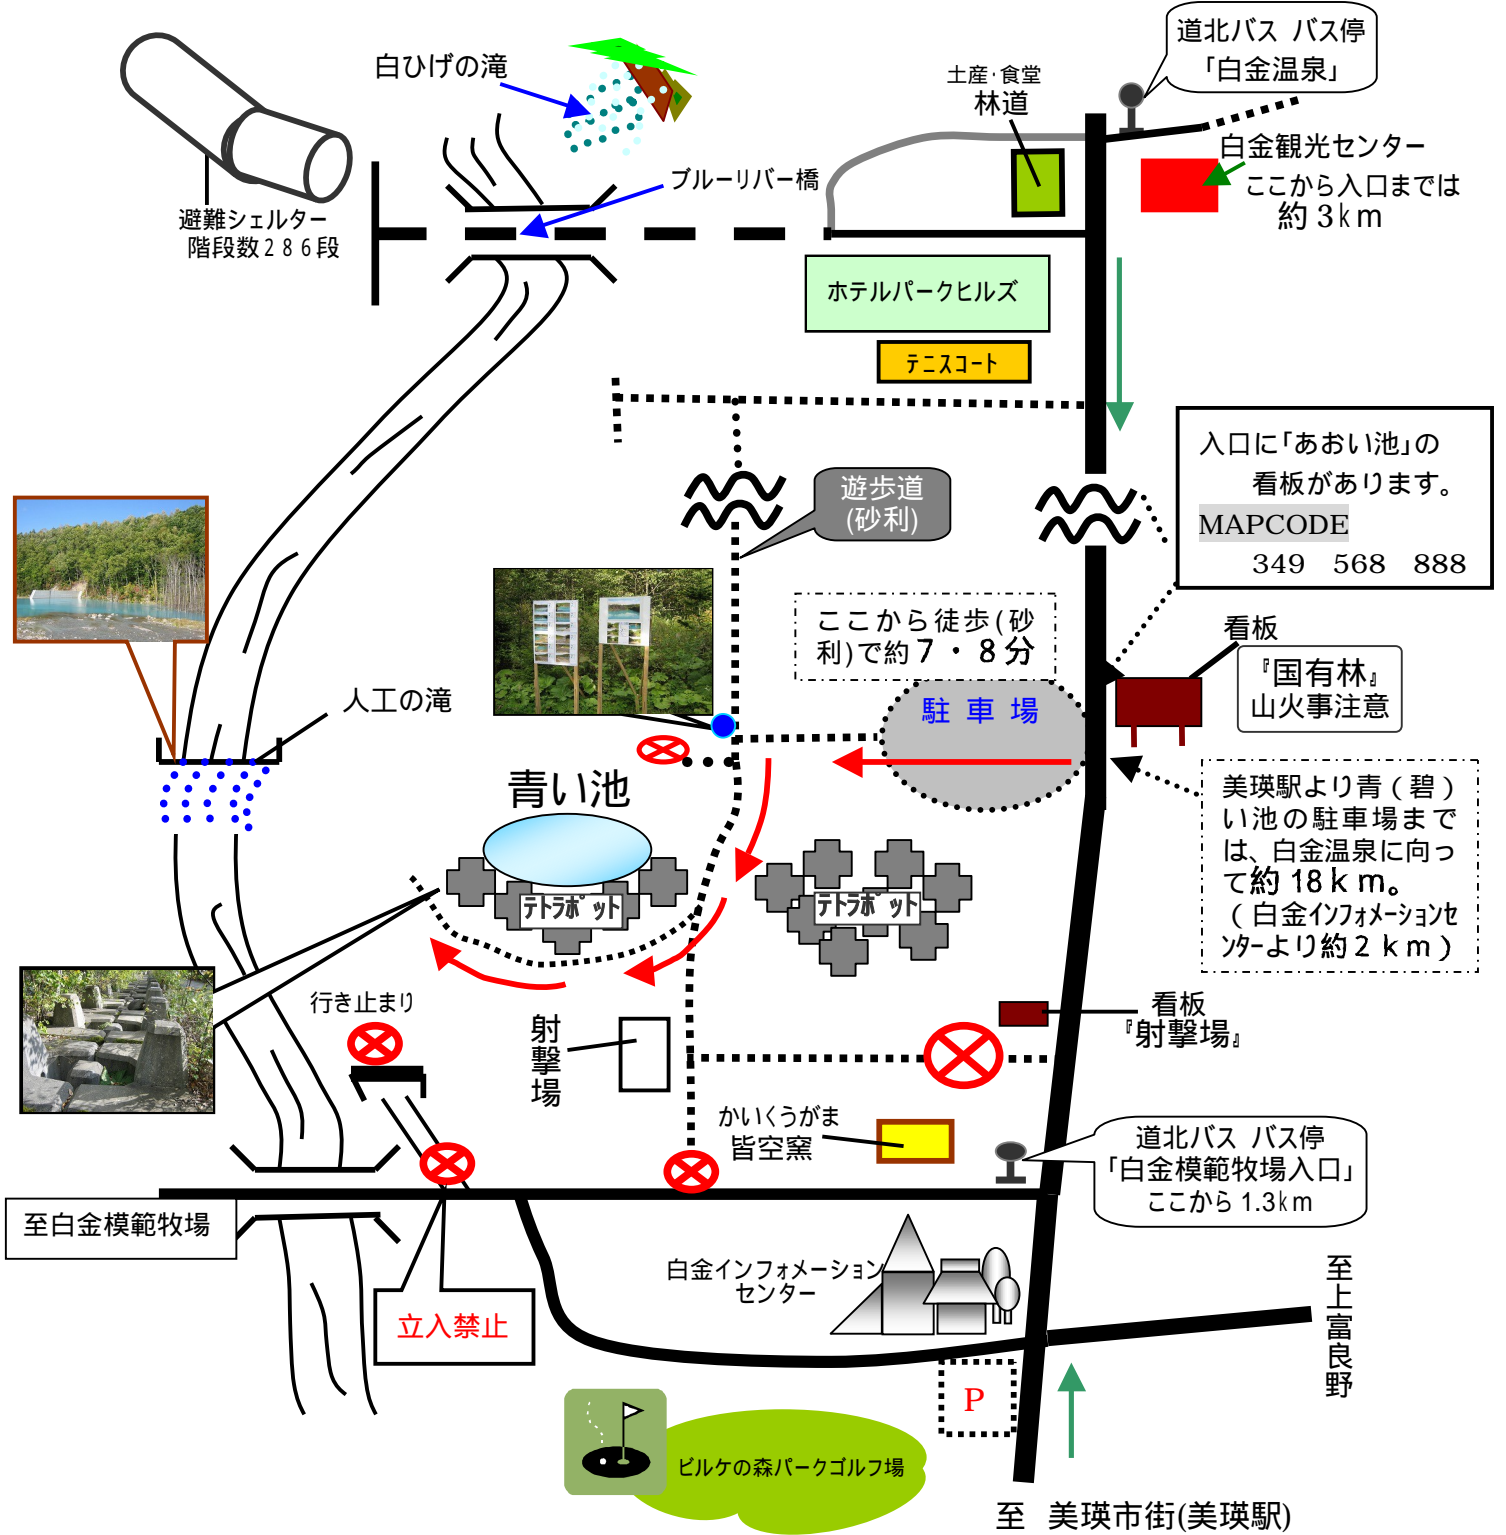 道北バス バス停
「白金温泉」
白ひげの滝
土産・食堂
林道
白金観光センター
ここから入口までは
約 3km
ブルーリバー橋
避難シェルター
階段数286段
ホテルパークヒルズ
テニスコート
入口に「あおい池」の
看板があります。
MAPCODE
349 568 888
遊歩道
(砂利)
ここから徒歩(砂
利)で約7・8分
看板
『国有林』
山火事注意
駐車場
人工の滝
青い池
美瑛駅より青(碧)
い池の駐車場まで
は、白金温泉に向っ
て約18km。
(白金インフォメーションセ
ンターより約2km)
テトラポット
テトラポット
行き止まり
射撃場
看板
『射撃場』
かいくうがま
皆空窯
道北バス バス停
「白金模範牧場入口」
ここから 1.3km
至白金模範牧場
白金インフォメーション
センター
立入禁止
至上富良野
P
ビルケの森パークゴルフ場
至 美瑛市街(美瑛駅)